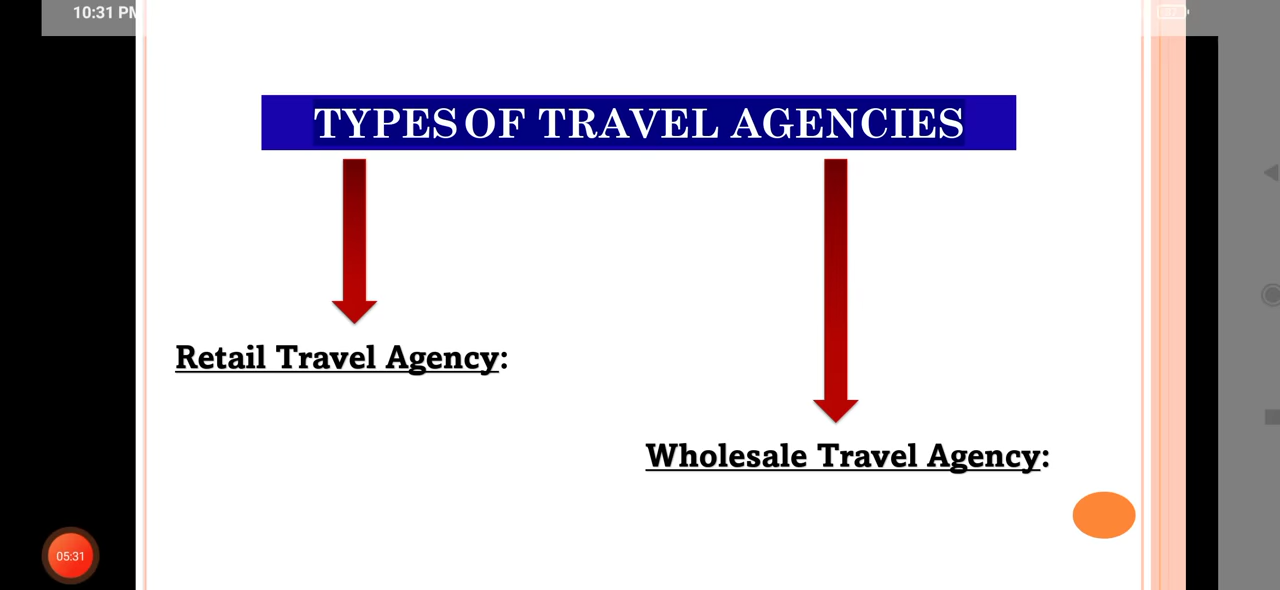 10:31 PM
TYPES OF TRAVEL AGENCIES
Retail Travel Agency:
Wholesale Travel Agency:
05:31